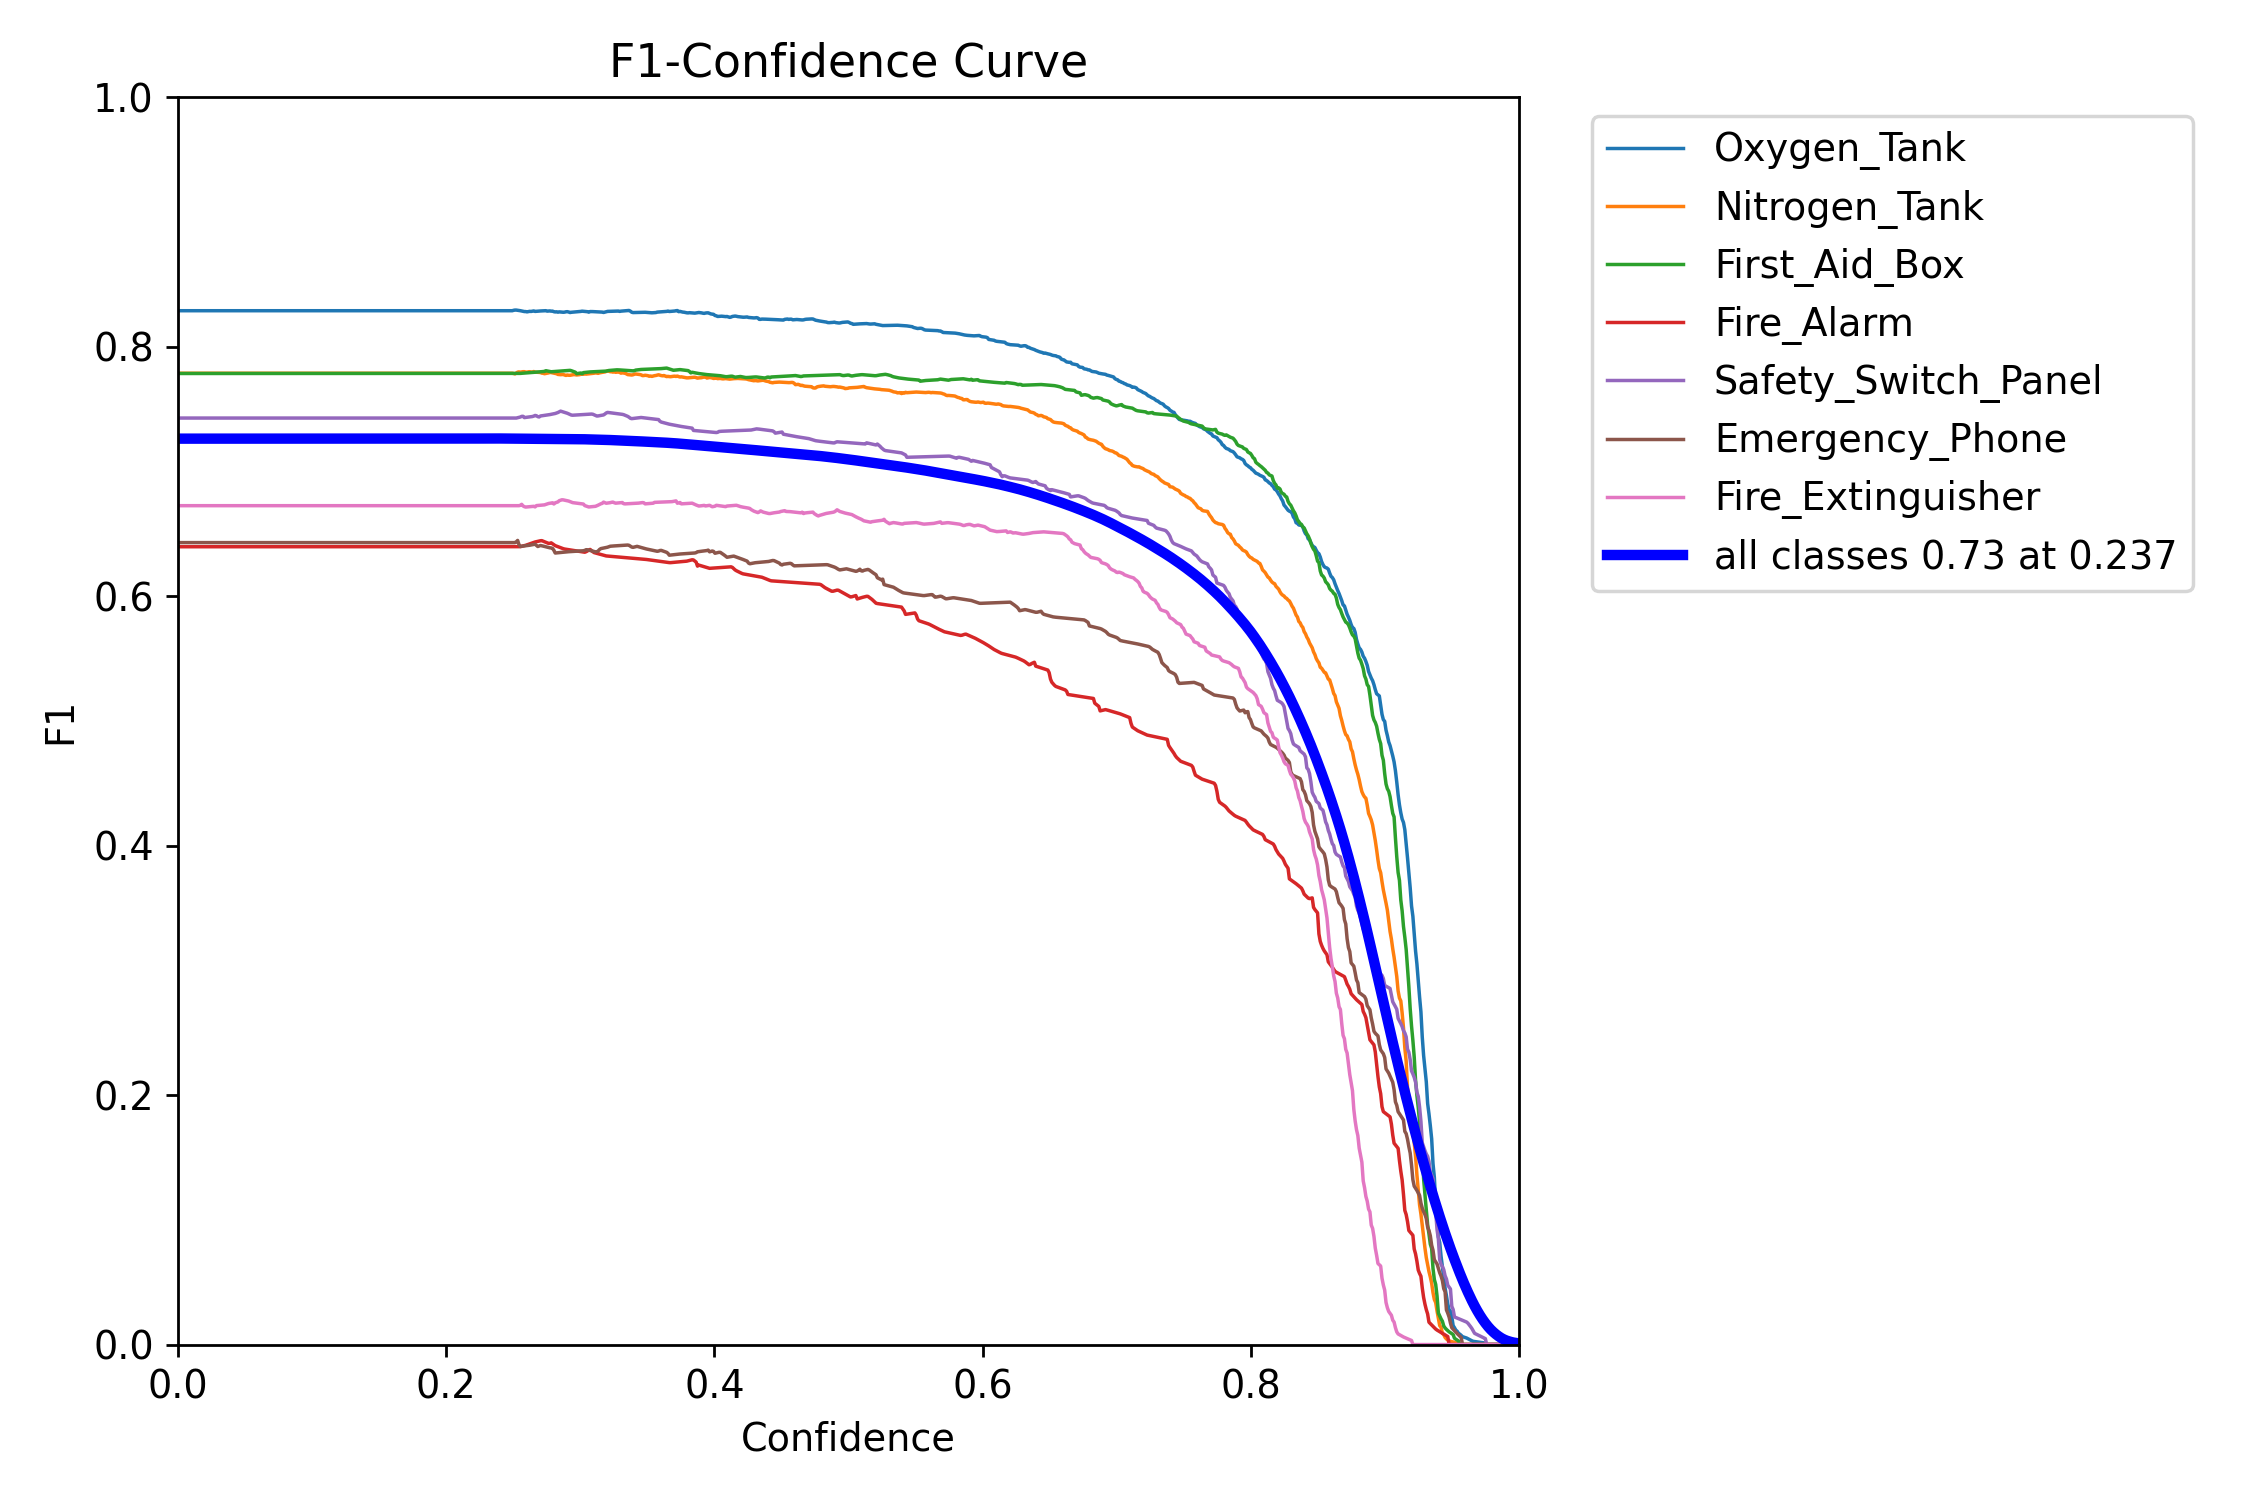 F1-Confidence Curve
1.0
0.8
0.6
0.4
0.2
0.0
F1
0.0 0.2 0.4 0.6 0.8 1.0
Confidence
Oxygen_Tank
Nitrogen_Tank
First_Aid_Box
Fire_Alarm
Safety_Switch_Panel
Emergency_Phone
Fire_Extinguisher
all classes 0.73 at 0.237